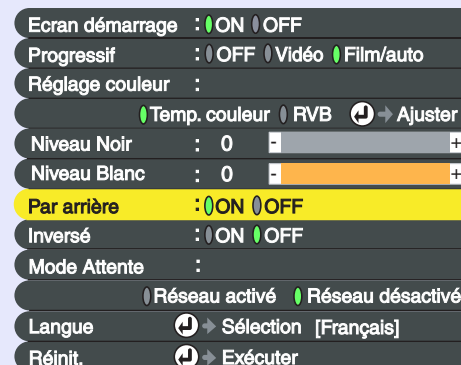 Ecran démarrage : ON OFF
Progressif : OFF Vidéo Film/auto
Réglage couleur :
Temp. couleur RVB Ajuster
Niveau Noir : 0 - +
Niveau Blanc : 0 - +
Par arrière : ON OFF
Inversé : ON OFF
Mode Attente :
Réseau activé Réseau désactivé
Langue Sélection [Français]
Réinit. Exécuter